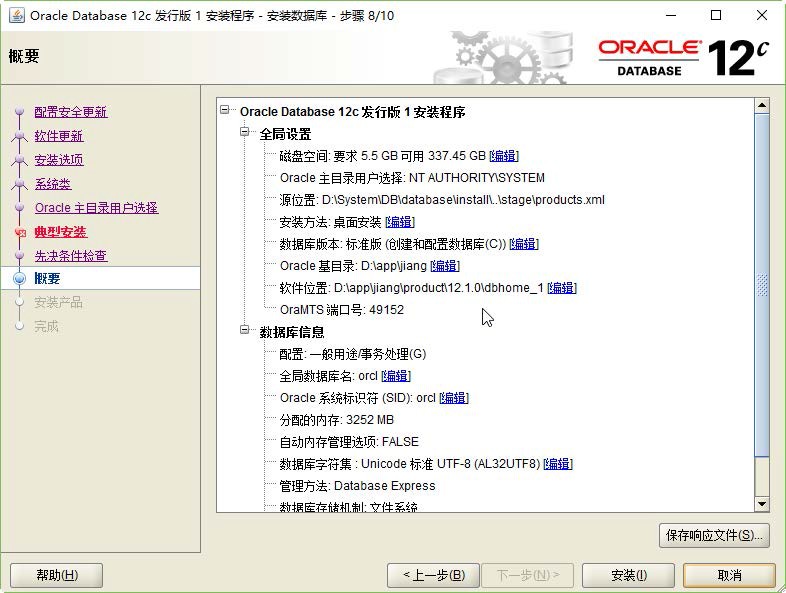 Oracle Database 12c 发行版 1 安装程序 - 安装数据库 - 步骤 8/10
概要
ORACLE DATABASE 12c
配置安全更新
软件更新
安装选项
系统类
Oracle 主目录用户选择
典型安装
先决条件检查
概要
安装产品
完成
Oracle Database 12c 发行版 1 安装程序
全局设置
磁盘空间: 要求 5.5 GB 可用 337.45 GB [编辑]
Oracle 主目录用户选择: NT AUTHORITY\SYSTEM
源位置: D:\System\DB\database\install\..\stage\products.xml
安装方法: 桌面安装 [编辑]
数据库版本: 标准版 (创建和配置数据库(C)) [编辑]
Oracle 基目录: D:\app\jiang [编辑]
软件位置: D:\app\jiang\product\12.1.0\dbhome_1 [编辑]
OraMTS 端口号: 49152
数据库信息
配置: 一般用途/事务处理(G)
全局数据库名: orcl [编辑]
Oracle 系统标识符 (SID): orcl [编辑]
分配的内存: 3252 MB
自动内存管理选项: FALSE
数据库字符集 : Unicode 标准 UTF-8 (AL32UTF8) [编辑]
管理方法: Database Express
数据库存储机制: 文件系统
保存响应文件(S)...
帮助(H)
< 上一步(B)
下一步(N) >
安装(I)
取消